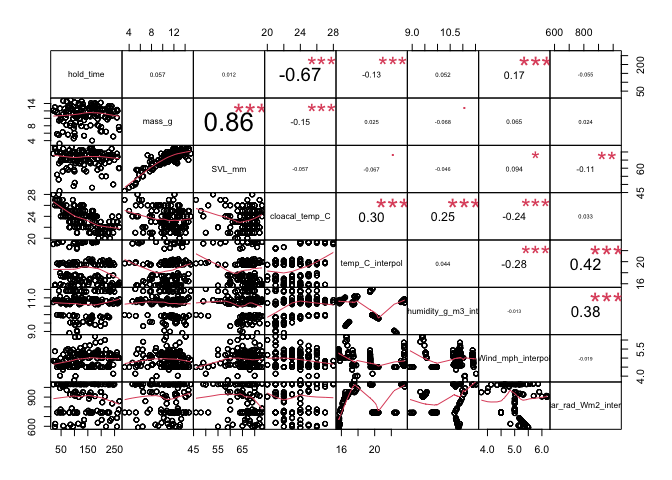 4 6 8 12 20 22 24 26 28 9.0 10.5 600 800
hold_time 0.057 0.012 -0.67 *** -0.13 *** 0.052 0.17 *** -0.055 50 200
4 8 14 mass_g 0.86 *** -0.15 *** 0.025 -0.068 . 0.065 0.024
SVL_mm -0.057 -0.067 . -0.046 0.094 * -0.11 ** 45 60
20 24 28 cloacal_temp_C 0.30 *** 0.25 *** -0.24 *** 0.033
temp_C_interpol 0.044 -0.28 *** 0.42 *** 16 20
9.0 11.0 humidity_g_m3_int -0.013 0.38 ***
Wind_mph_interpo -0.019 4.0 5.5
600 900 ar_rad_Wm2_inter
50 150 250 45 55 65 16 20 4.0 5.0 6.0